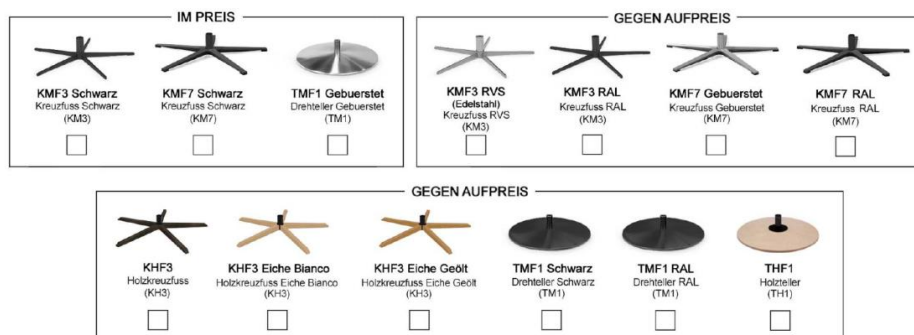 IM PREIS
KMF3 Schwarz
Kreuzfuss Schwarz
(KM3)
KMF7 Schwarz
Kreuzfuss Schwarz
(KM7)
TMF1 Gebuerstet
Drehteller Gebuerstet
(TM1)
GEGEN AUFPREIS
KMF3 RVS
(Edelstahl)
Kreuzfuss RVS
(KM3)
KMF3 RAL
Kreuzfuss RAL
(KM3)
KMF7 Gebuerstet
Kreuzfuss Gebuerstet
(KM7)
KMF7 RAL
Kreuzfuss RAL
(KM7)
GEGEN AUFPREIS
KHF3
Holzkreuzfuss
(KH3)
KHF3 Eiche Bianco
Holzkreuzfuss Eiche Bianco
(KH3)
KHF3 Eiche Geölt
Holzkreuzfuss Eiche Geölt
(KH3)
TMF1 Schwarz
Drehteller Schwarz
(TM1)
TMF1 RAL
Drehteller RAL
(TM1)
THF1
Holzteller
(TH1)